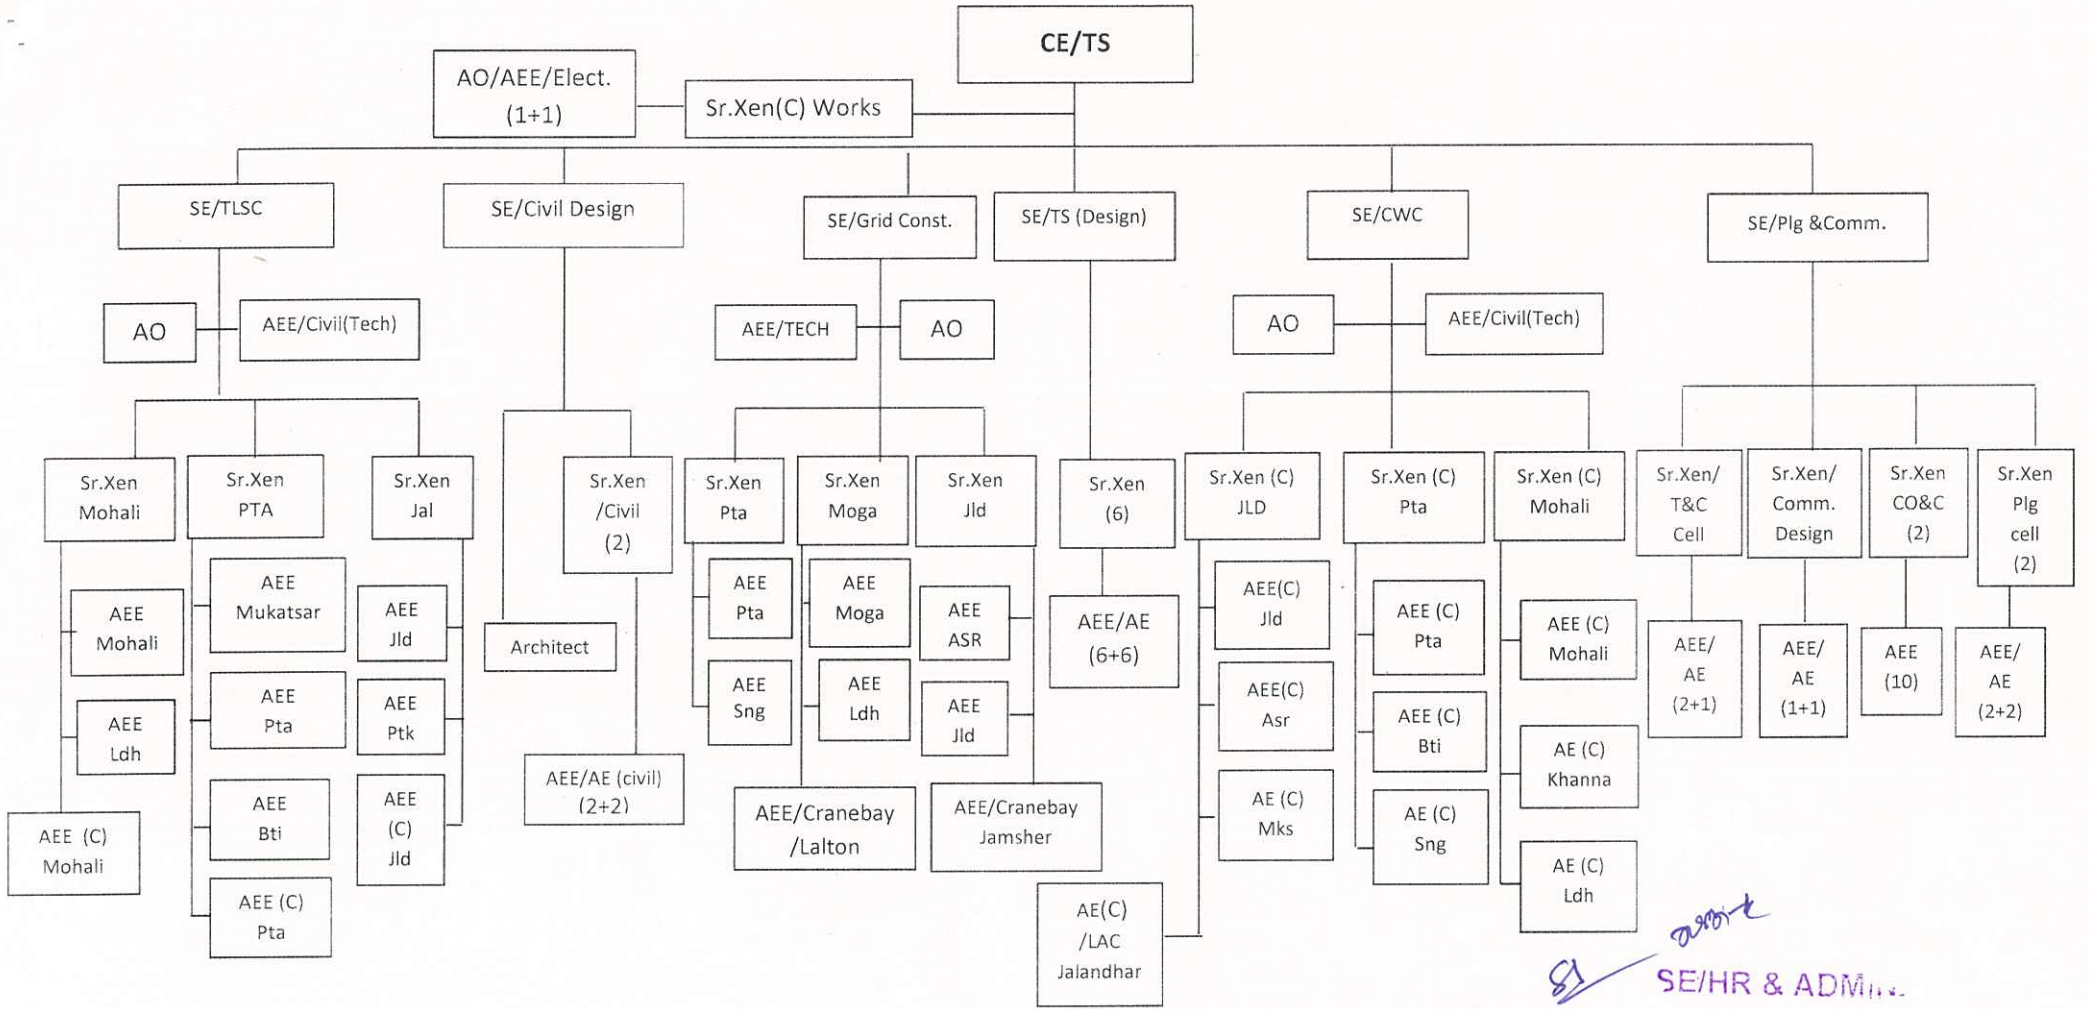 CE/TS
AO/AEE/Elect.
(1+1)
Sr.Xen(C) Works
SE/TLSC
SE/Civil Design
SE/Grid Const.
SE/TS (Design)
SE/CWC
SE/Plg &Comm.
AO
AEE/Civil(Tech)
AEE/TECH
AO
AO
AEE/Civil(Tech)
Sr.Xen
Mohali
Sr.Xen
PTA
Sr.Xen
Jal
Sr.Xen
/Civil
(2)
Sr.Xen
Pta
Sr.Xen
Moga
Sr.Xen
Jld
Sr.Xen
(6)
Sr.Xen (C)
JLD
Sr.Xen (C)
Pta
Sr.Xen (C)
Mohali
Sr.Xen/
T&C
Cell
Sr.Xen/
Comm.
Design
Sr.Xen
CO&C
(2)
Sr.Xen
Plg
cell
(2)
AEE
Mohali
AEE
Ldh
AEE (C)
Mohali
AEE
Mukatsar
AEE
Pta
AEE
Bti
AEE (C)
Pta
AEE
Jld
AEE
Ptk
AEE
(C)
Jld
Architect
AEE/AE (civil)
(2+2)
AEE
Pta
AEE
Sng
AEE
Moga
AEE
Ldh
AEE/Cranebay
/Lalton
AEE
ASR
AEE
Jld
AEE/Cranebay
Jamsher
AEE/AE
(6+6)
AEE(C)
Jld
AEE(C)
Asr
AE (C)
Mks
AE(C)
/LAC
Jalandhar
AEE (C)
Pta
AEE (C)
Bti
AE (C)
Sng
AEE (C)
Mohali
AE (C)
Khanna
AE (C)
Ldh
AEE/
AE
(2+1)
AEE/
AE
(1+1)
AEE
(10)
AEE/
AE
(2+2)
SE/HR &